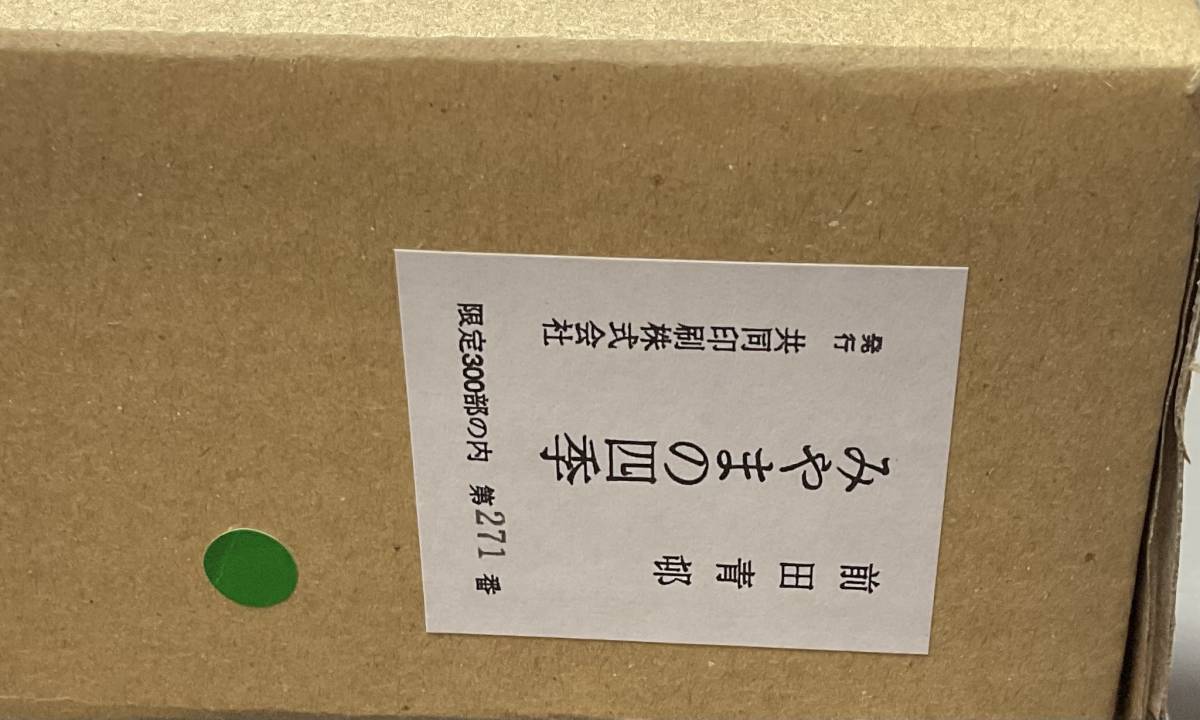 前田青邨
みやまの四季
発行 共同印刷株式会社
限定300部の内 第271番